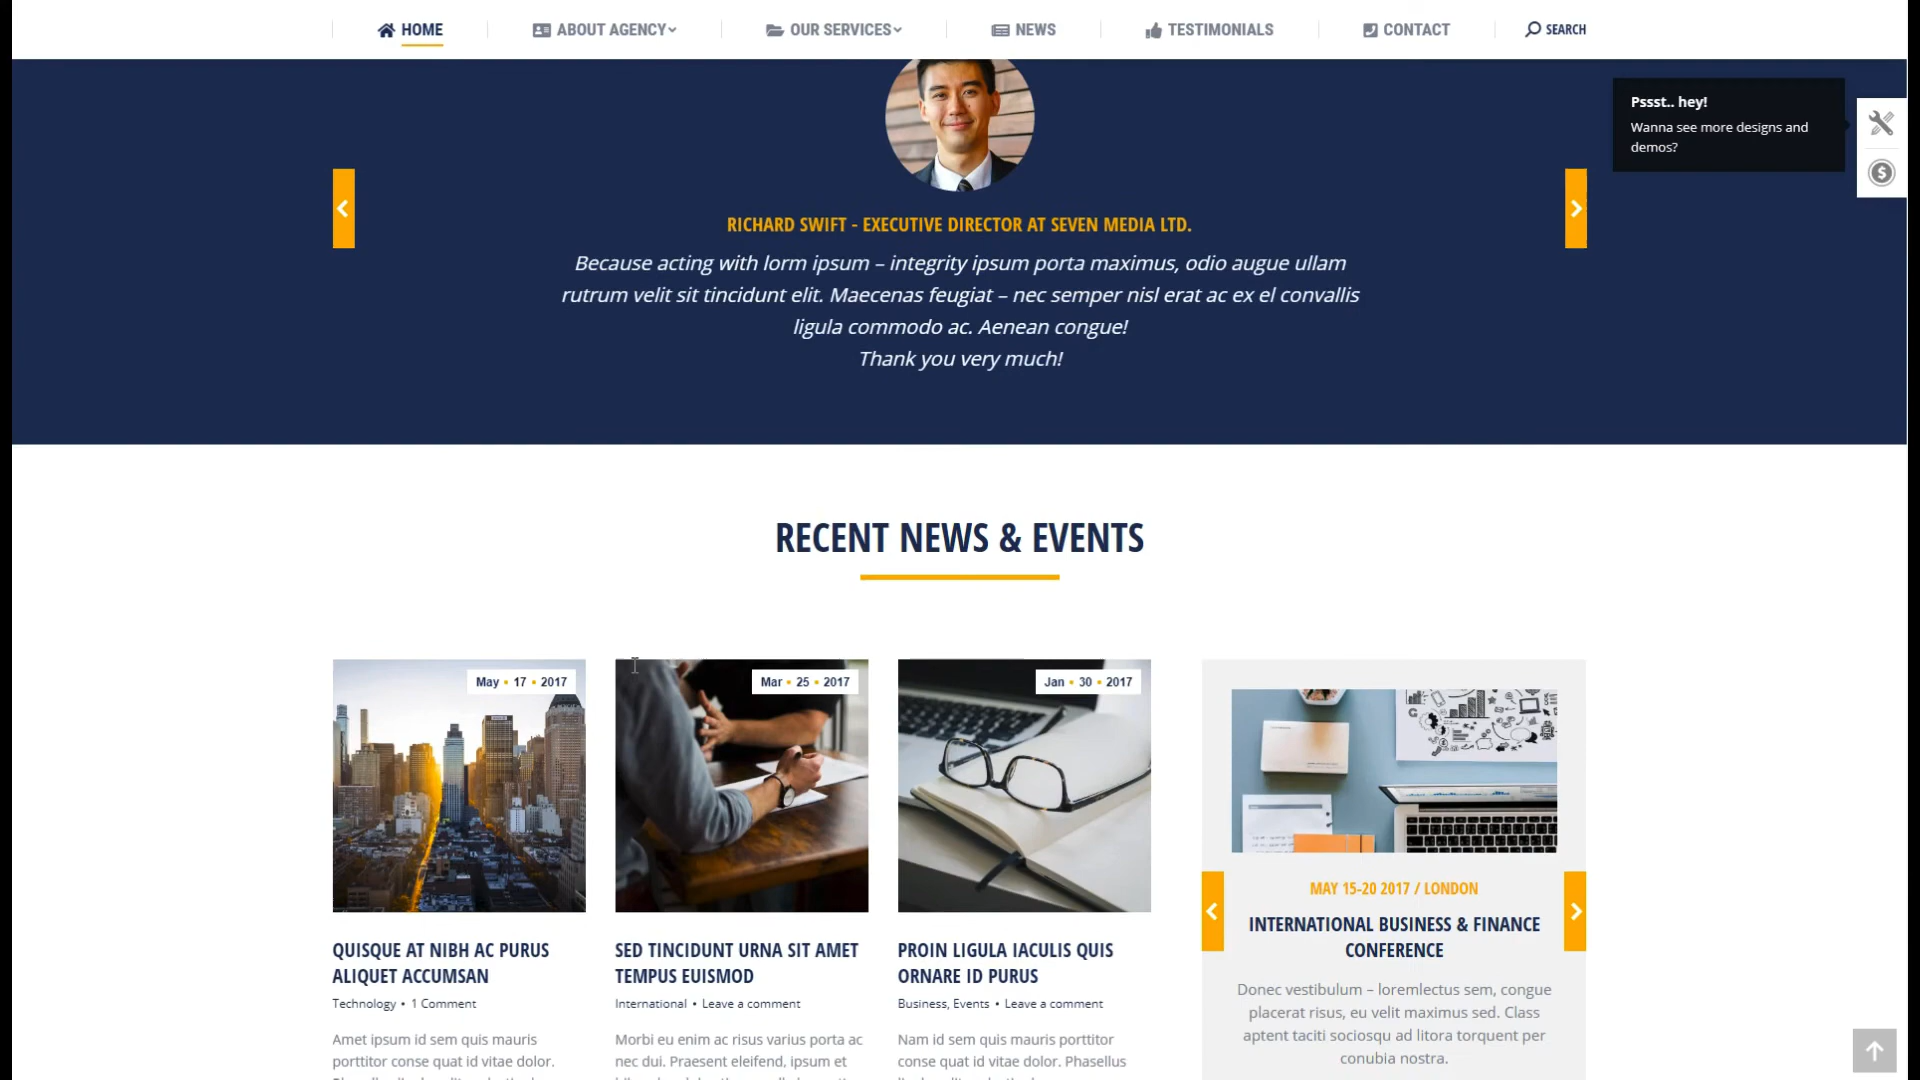 HOME
ABOUT AGENCY
OUR SERVICES
NEWS
TESTIMONIALS
CONTACT
SEARCH
Pssst.. hey!
Wanna see more designs and
demos?
RICHARD SWIFT - EXECUTIVE DIRECTOR AT SEVEN MEDIA LTD.
Because acting with lorm ipsum – integrity ipsum porta maximus, odio augue ullam
rutrum velit sit tincidunt elit. Maecenas feugiat – nec semper nisl erat ac ex el convallis
ligula commodo ac. Aenean congue!
Thank you very much!
RECENT NEWS & EVENTS
May • 17 • 2017
QUISQUE AT NIBH AC PURUS
ALIQUET ACCUMSAN
Technology • 1 Comment
Amet ipsum id sem quis mauris
porttitor conse quat id vitae dolor.
Mar • 25 • 2017
SED TINCIDUNT URNA SIT AMET
TEMPUS EUISMOD
International • Leave a comment
Morbi eu enim ac risus varius porta ac
nec dui. Praesent eleifend, ipsum et
Jan • 30 • 2017
PROIN LIGULA IACULIS QUIS
ORNARE ID PURUS
Business, Events • Leave a comment
Nam id sem quis mauris porttitor
conse quat id vitae dolor. Phasellus
MAY 15-20 2017 / LONDON
INTERNATIONAL BUSINESS & FINANCE
CONFERENCE
Donec vestibulum – loremlectus sem, congue
placerat risus, eu velit maximus sed. Class
aptent taciti sociosqu ad litora torquent per
conubia nostra.